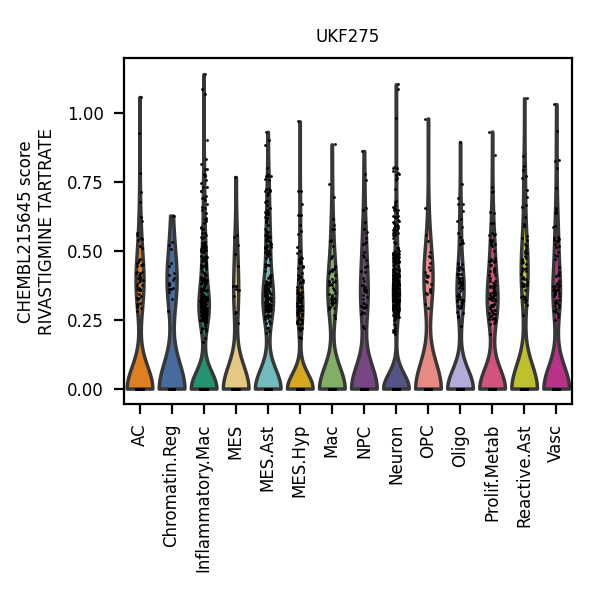 UKF275
CHEMBL215645 score
RIVASTIGMINE TARTRATE
1.00
0.75
0.50
0.25
0.00
AC
Chromatin.Reg
Inflammatory.Mac
MES
MES.Ast
MES.Hyp
Mac
NPC
Neuron
OPC
Oligo
Prolif.Metab
Reactive.Ast
Vasc